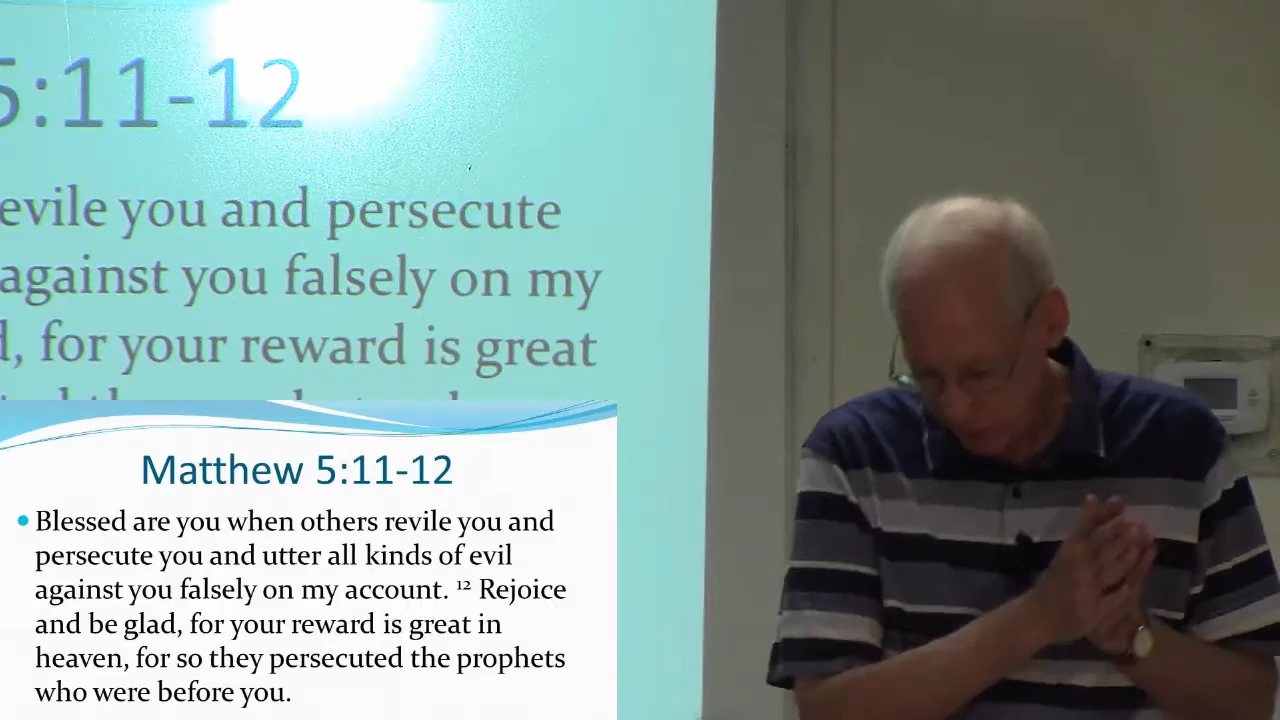 5:11-12
evile you and persecute
against you falsely on my
d, for your reward is great
Matthew 5:11-12
• Blessed are you when others revile you and
persecute you and utter all kinds of evil
against you falsely on my account. ¹² Rejoice
and be glad, for your reward is great in
heaven, for so they persecuted the prophets
who were before you.